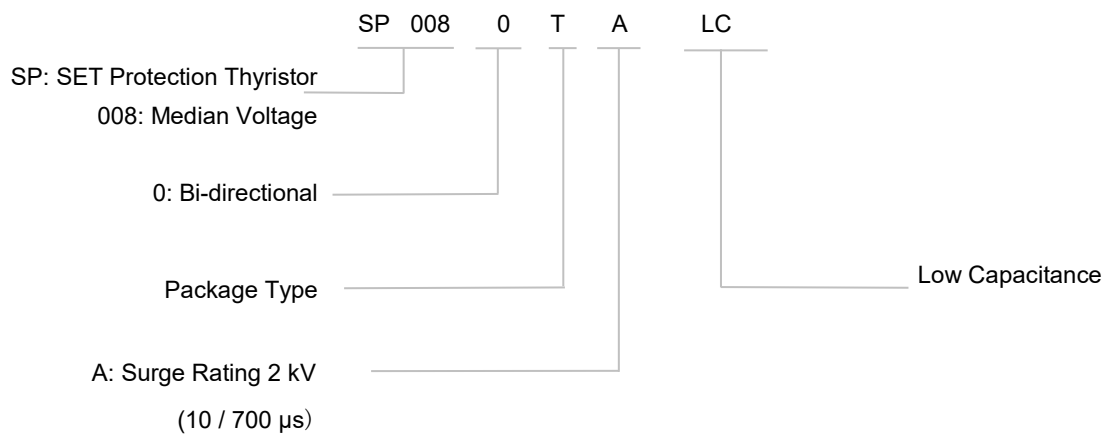 SP 008 0 T A LC
SP: SET Protection Thyristor
008: Median Voltage
0: Bi-directional
Package Type
Low Capacitance
A: Surge Rating 2 kV
(10 / 700 μs）